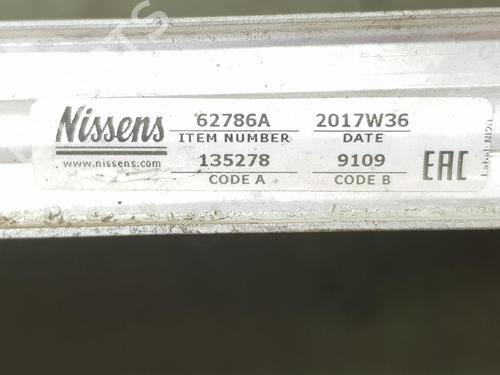 Nissens
www.nissens.com
62786A
ITEM NUMBER
135278
CODE A
2017W36
DATE
9109
CODE B
EAC